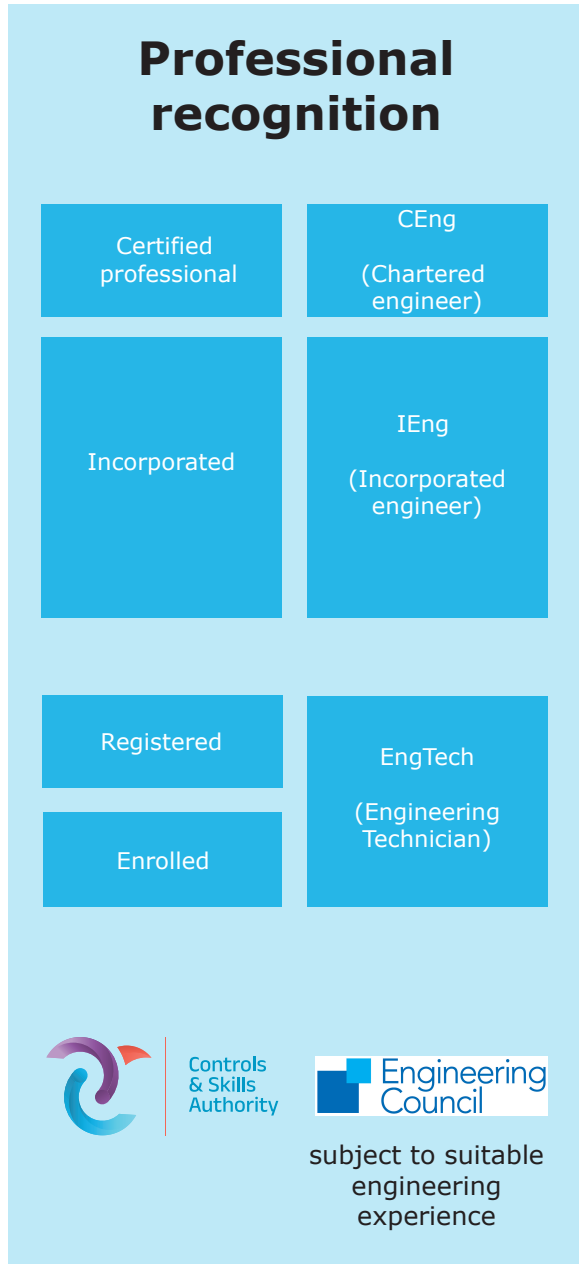 Professional
recognition
Certified
professional
CEng
(Chartered
engineer)
Incorporated
IEng
(Incorporated
engineer)
Registered
Enrolled
EngTech
(Engineering
Technician)
Controls
& Skills
Authority
Engineering
Council
subject to suitable
engineering
experience